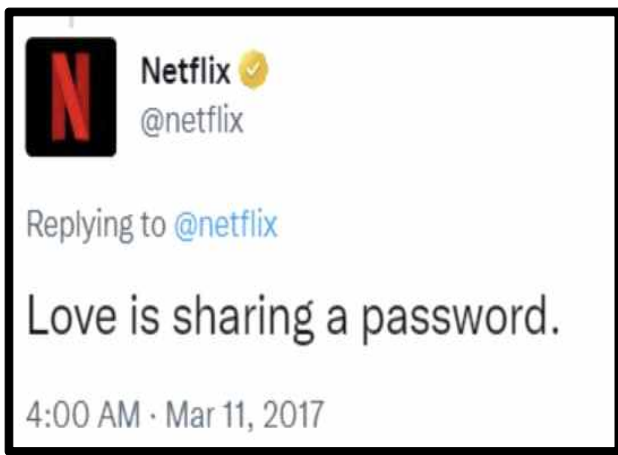 N
Netflix
@netflix
Replying to @netflix
Love is sharing a password.
4:00 AM · Mar 11, 2017